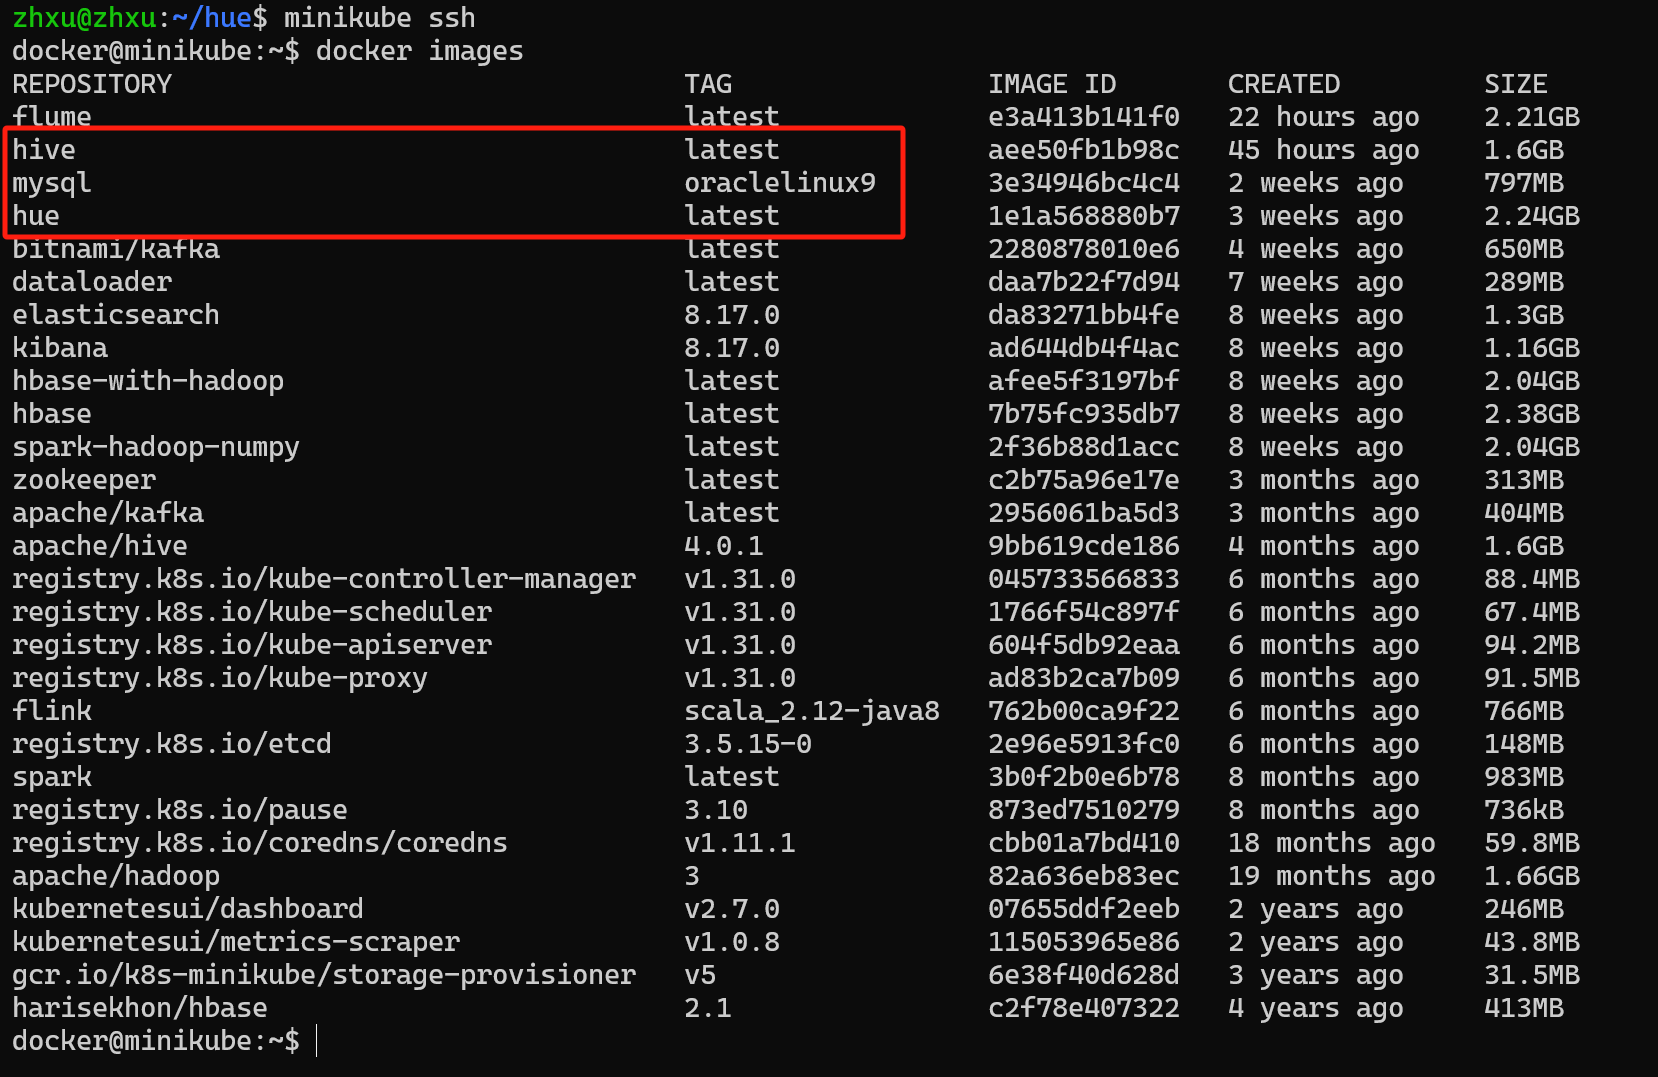 zhxu@zhxu:~/hue$ minikube ssh
docker@minikube:~$ docker images
REPOSITORY TAG IMAGE ID CREATED SIZE
flume latest e3a413b141f0 22 hours ago 2.21GB
hive latest aee50fb1b98c 45 hours ago 1.6GB
mysql oraclelinux9 3e34946bc4c4 2 weeks ago 797MB
hue latest 1e1a568880b7 3 weeks ago 2.24GB
bitnami/kafka latest 2280878010e6 4 weeks ago 650MB
dataloader latest daa7b22f7d94 7 weeks ago 289MB
elasticsearch 8.17.0 da83271bb4fe 8 weeks ago 1.3GB
kibana 8.17.0 ad644db4f4ac 8 weeks ago 1.16GB
hbase-with-hadoop latest afee5f3197bf 8 weeks ago 2.04GB
hbase latest 7b75fc935db7 8 weeks ago 2.38GB
spark-hadoop-numpy latest 2f36b88d1acc 8 weeks ago 2.04GB
zookeeper latest c2b75a96e17e 3 months ago 313MB
apache/kafka latest 2956061ba5d3 3 months ago 404MB
apache/hive 4.0.1 9bb619cde186 4 months ago 1.6GB
registry.k8s.io/kube-controller-manager v1.31.0 045733566833 6 months ago 88.4MB
registry.k8s.io/kube-scheduler v1.31.0 1766f54c897f 6 months ago 67.4MB
registry.k8s.io/kube-apiserver v1.31.0 604f5db92eaa 6 months ago 94.2MB
registry.k8s.io/kube-proxy v1.31.0 ad83b2ca7b09 6 months ago 91.5MB
flink scala_2.12-java8 762b00ca9f22 6 months ago 766MB
registry.k8s.io/etcd 3.5.15-0 2e96e5913fc0 6 months ago 148MB
spark latest 3b0f2b0e6b78 8 months ago 983MB
registry.k8s.io/pause 3.10 873ed7510279 8 months ago 736kB
registry.k8s.io/coredns/coredns v1.11.1 cbb01a7bd410 18 months ago 59.8MB
apache/hadoop 3 82a636eb83ec 19 months ago 1.66GB
kubernetesui/dashboard v2.7.0 07655ddf2eeb 2 years ago 246MB
kubernetesui/metrics-scraper v1.0.8 115053965e86 2 years ago 43.8MB
gcr.io/k8s-minikube/storage-provisioner v5 6e38f40d628d 3 years ago 31.5MB
harisekhon/hbase 2.1 c2f78e407322 4 years ago 413MB
docker@minikube:~$